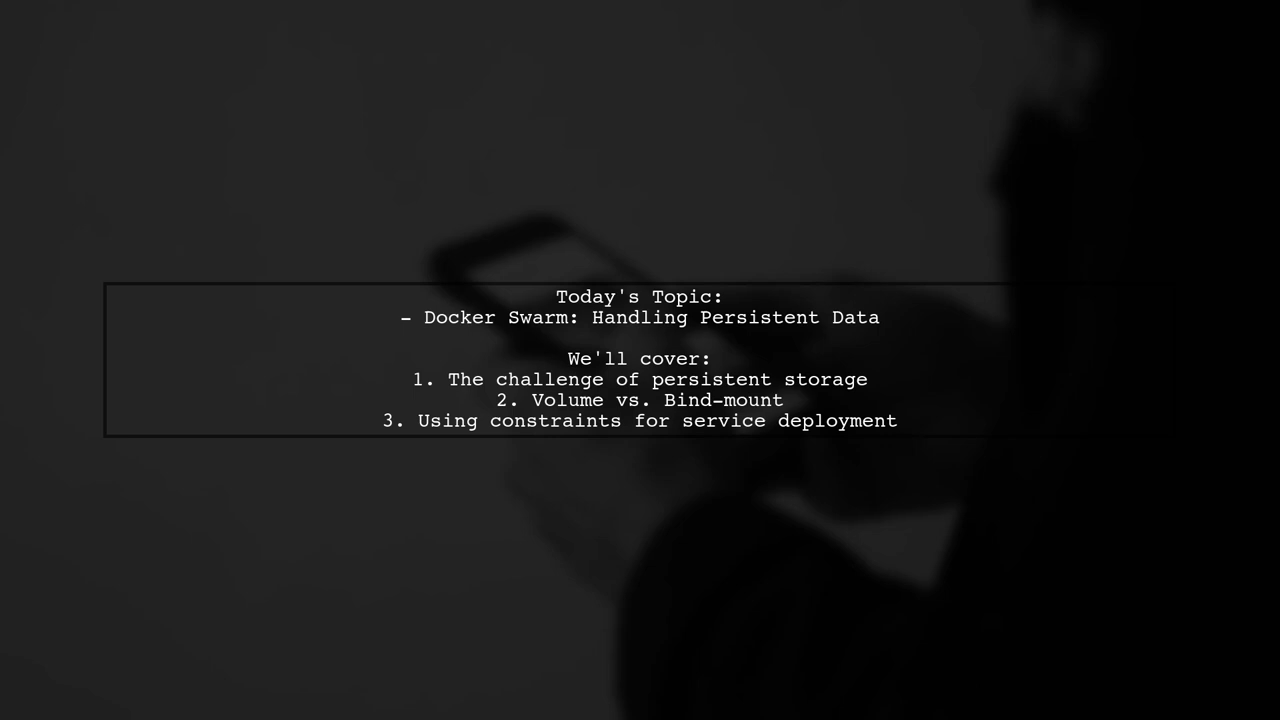 Today's Topic:
- Docker Swarm: Handling Persistent Data
We'll cover:
1. The challenge of persistent storage
2. Volume vs. Bind-mount
3. Using constraints for service deployment